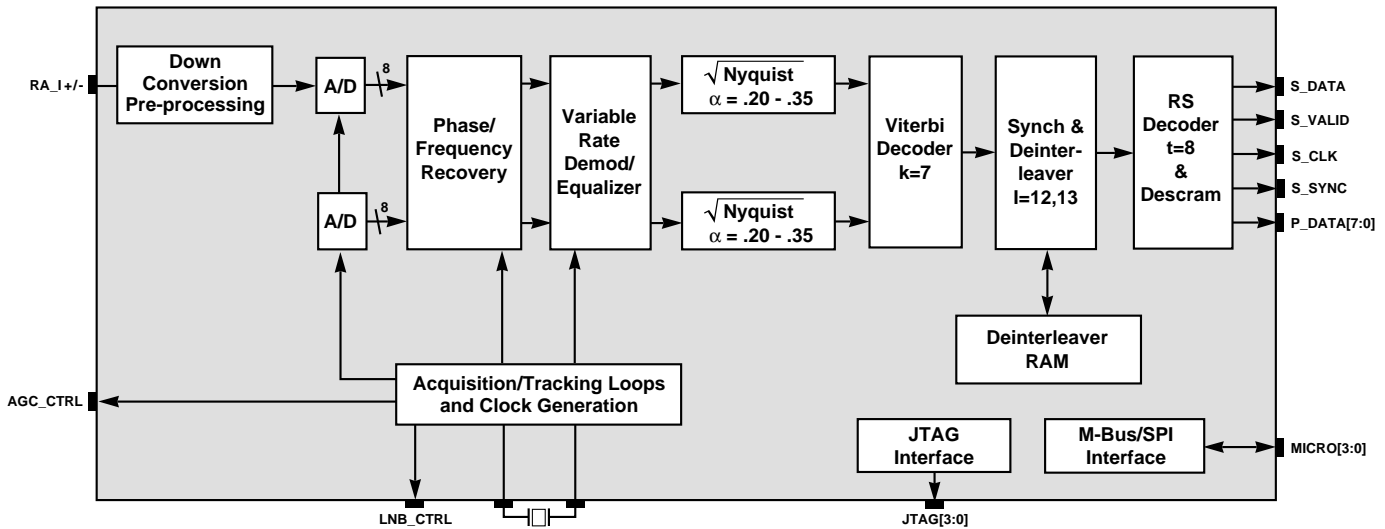 RA_I +/-
Down
Conversion
Pre-processing
A/D
8
A/D
8
Phase/
Frequency
Recovery
Variable
Rate
Demod/
Equalizer
√Nyquist
α = .20 - .35
√Nyquist
α = .20 - .35
Viterbi
Decoder
k=7
Synch &
Deinter-
leaver
I=12,13
RS
Decoder
t=8
&
Descram
S_DATA
S_VALID
S_CLK
S_SYNC
P_DATA[7:0]
Deinterleaver
RAM
Acquisition/Tracking Loops
and Clock Generation
AGC_CTRL
JTAG
Interface
M-Bus/SPI
Interface
MICRO[3:0]
LNB_CTRL
JTAG[3:0]